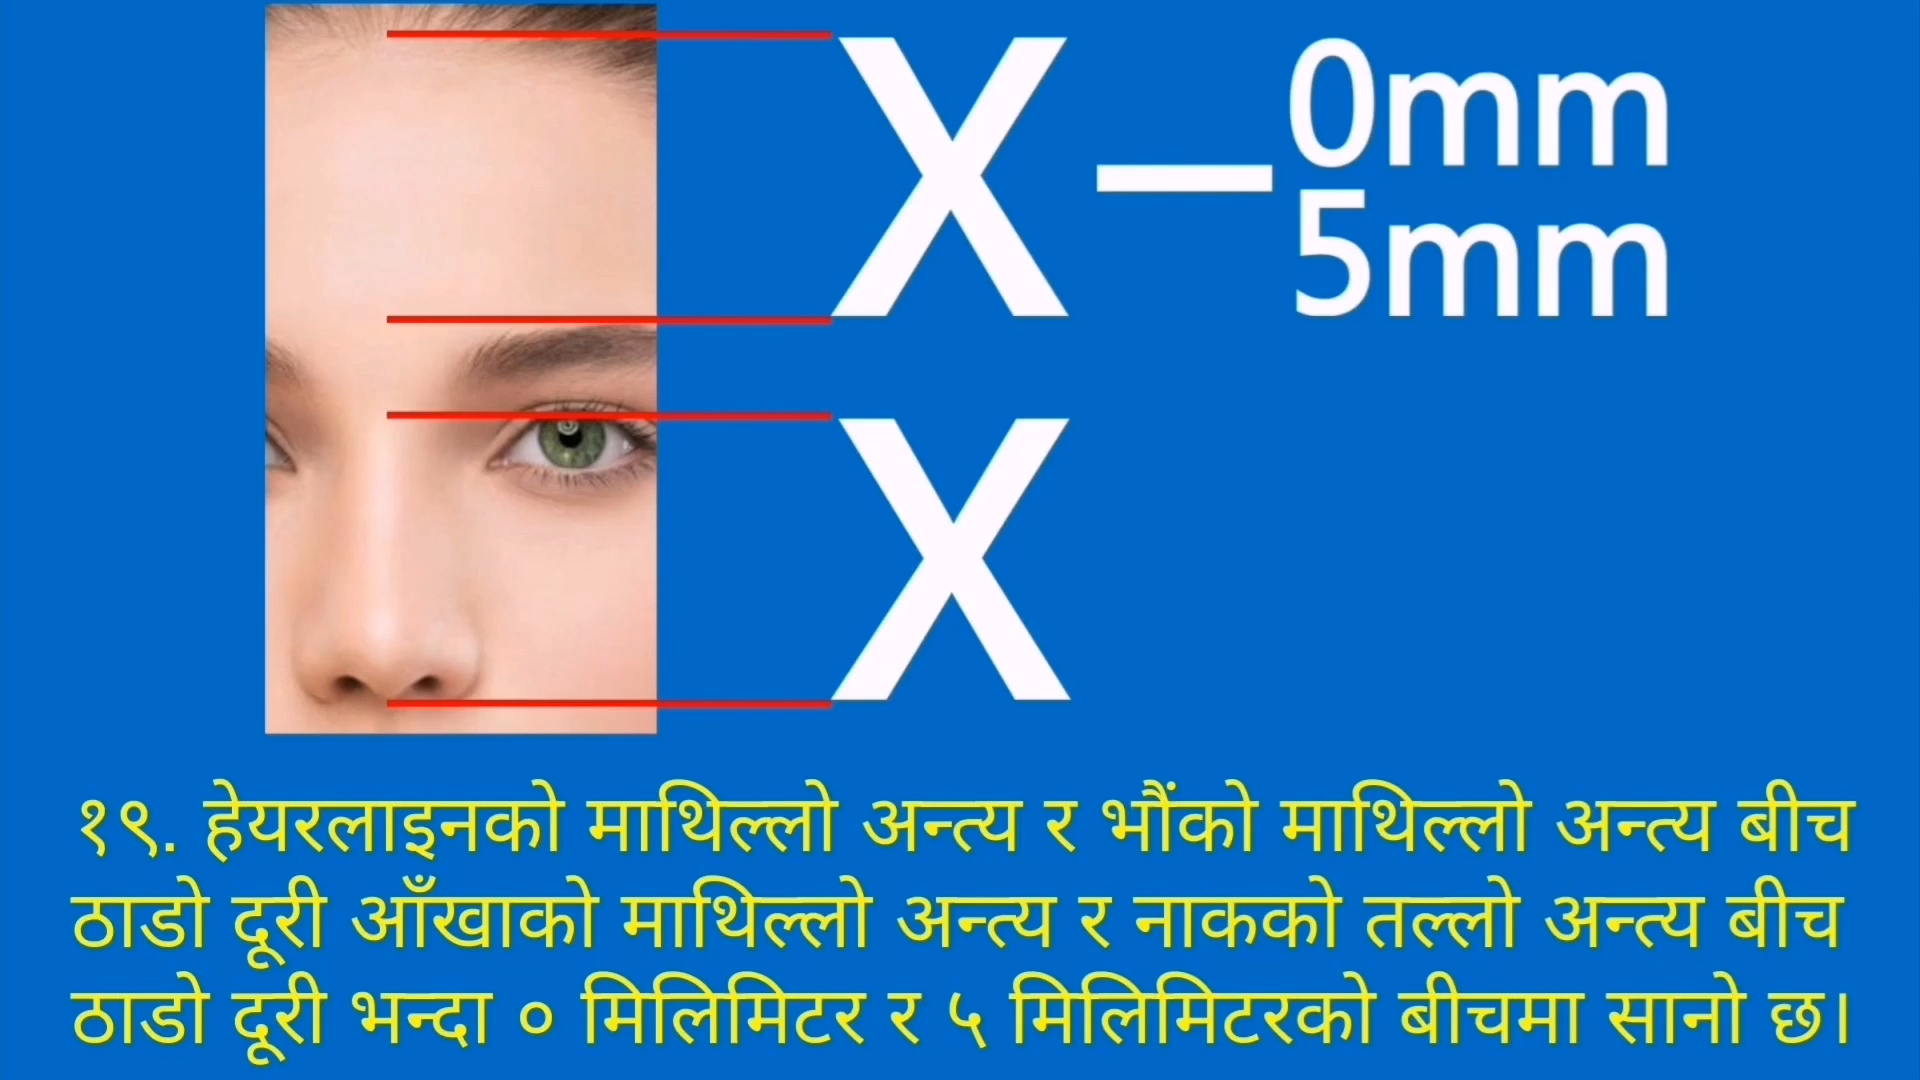 X – 0mm
5mm
X
१९. हेयरलाइनको माथिल्लो अन्त्य र भौंको माथिल्लो अन्त्य बीच
ठाडो दूरी आँखाको माथिल्लो अन्त्य र नाकको तल्लो अन्त्य बीच
ठाडो दूरी भन्दा ० मिलिमिटर र ५ मिलिमिटरको बीचमा सानो छ।